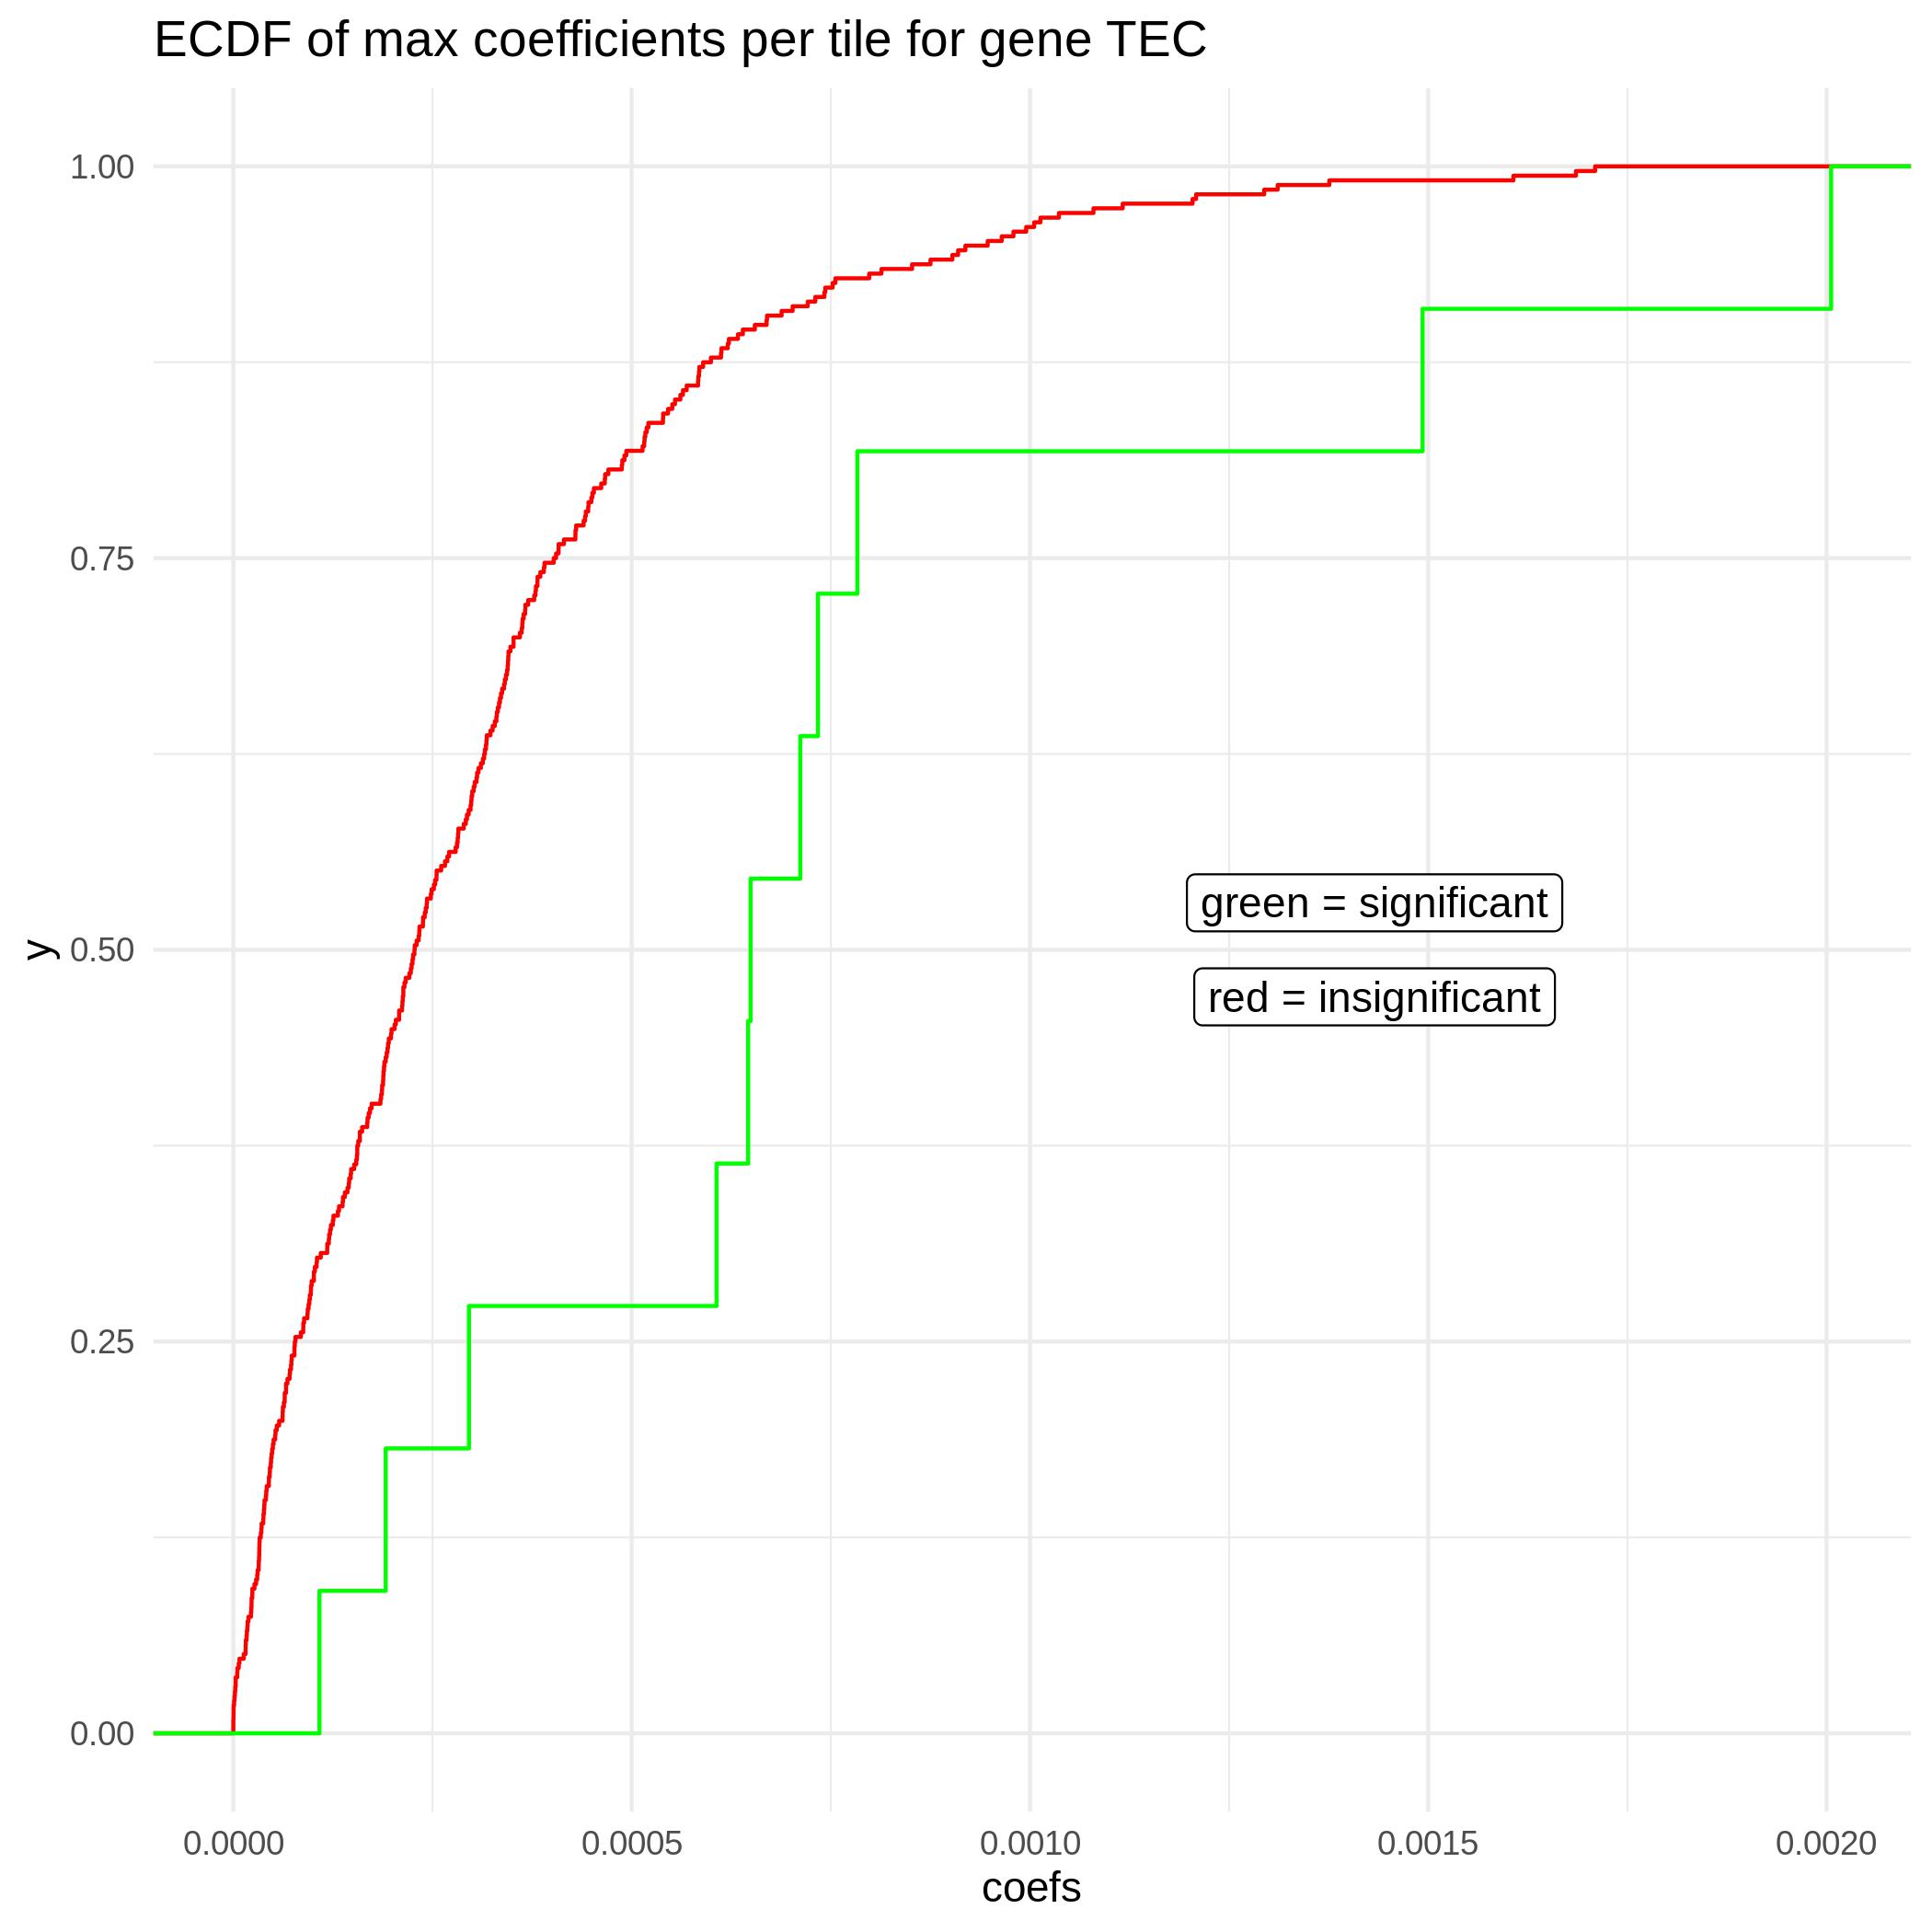 ECDF of max coefficients per tile for gene TEC
1.00
0.75
0.50
0.25
0.00
y
green = significant
red = insignificant
0.0000 0.0005 0.0010 0.0015 0.0020
coefs